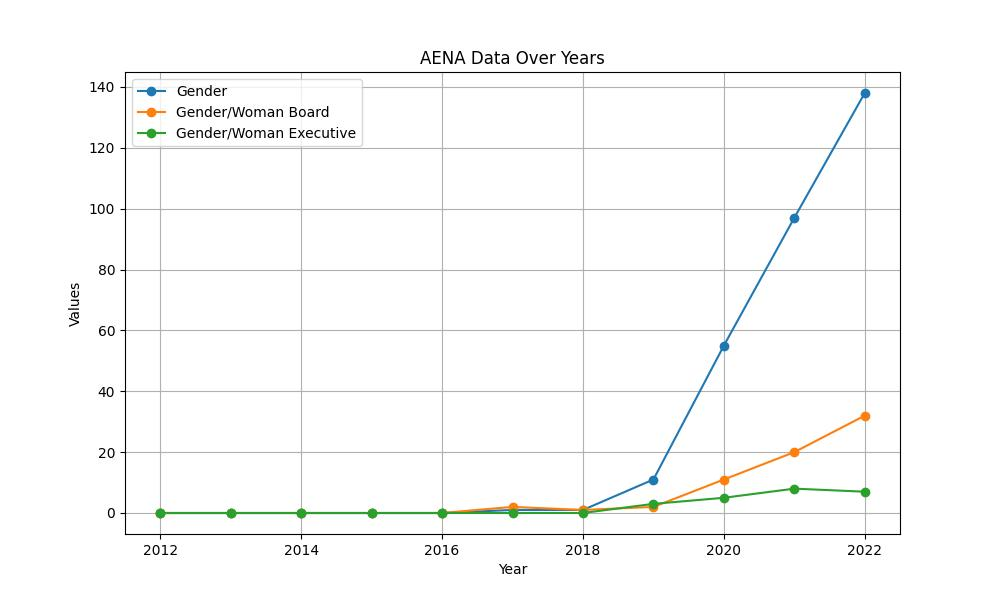 AENA Data Over Years
Gender
Gender/Woman Board
Gender/Woman Executive
Values
140
120
100
80
60
40
20
0
2012 2014 2016 2018 2020 2022
Year